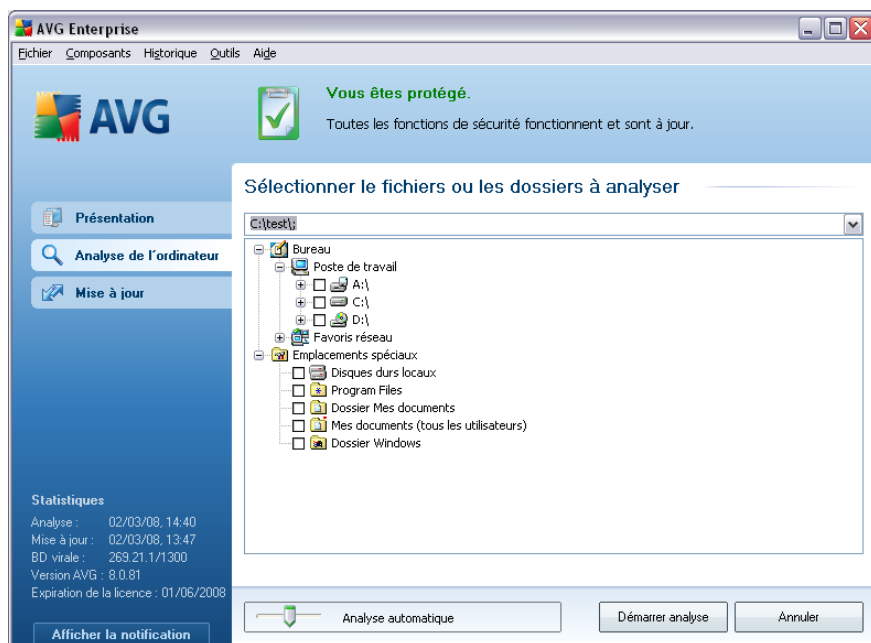 AVG Enterprise
Fichier Composants Historique Outils Aide
AVG
Vous êtes protégé.
Toutes les fonctions de sécurité fonctionnent et sont à jour.
Présentation
Analyse de l'ordinateur
Mise à jour
Sélectionner le fichiers ou les dossiers à analyser
C:\test\;
Bureau
Poste de travail
A:\
C:\
D:\
Favoris réseau
Emplacements spéciaux
Disques durs locaux
Program Files
Dossier Mes documents
Mes documents (tous les utilisateurs)
Dossier Windows
Statistiques
Analyse : 02/03/08, 14:40
Mise à jour : 02/03/08, 13:47
BD virale : 269.21.1/1300
Version AVG : 8.0.81
Expiration de la licence : 01/06/2008
Afficher la notification
Analyse automatique
Démarrer analyse
Annuler